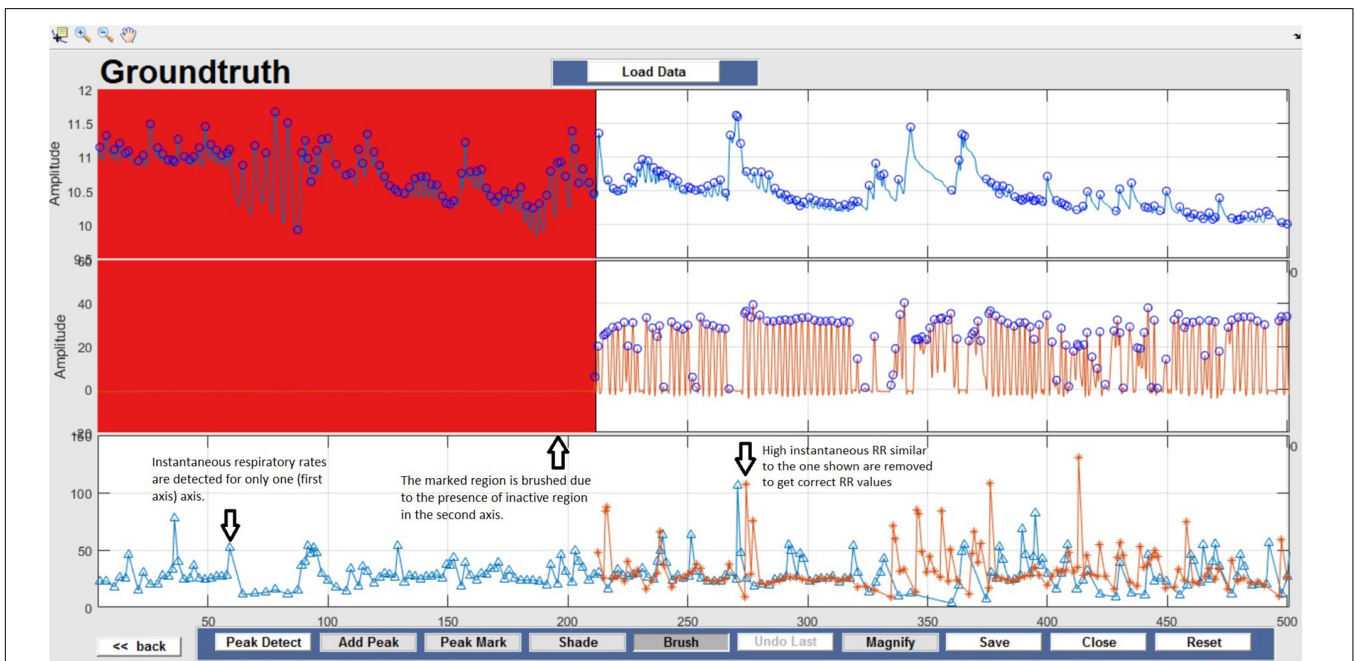 Groundtruth
Load Data
12
11.5
11
10.5
10
9.5
Amplitude
60
40
20
0
-20
Amplitude
0
150
100
50
0
0
Instantaneous respiratory rates
are detected for only one (first
axis) axis.
The marked region is brushed due
to the presence of inactive region
in the second axis.
High instantaneous RR similar
to the one shown are removed
to get correct RR values
50 100 150 200 250 300 350 400 450 500
<< back Peak Detect Add Peak Peak Mark Shade Brush Undo Last Magnify Save Close Reset